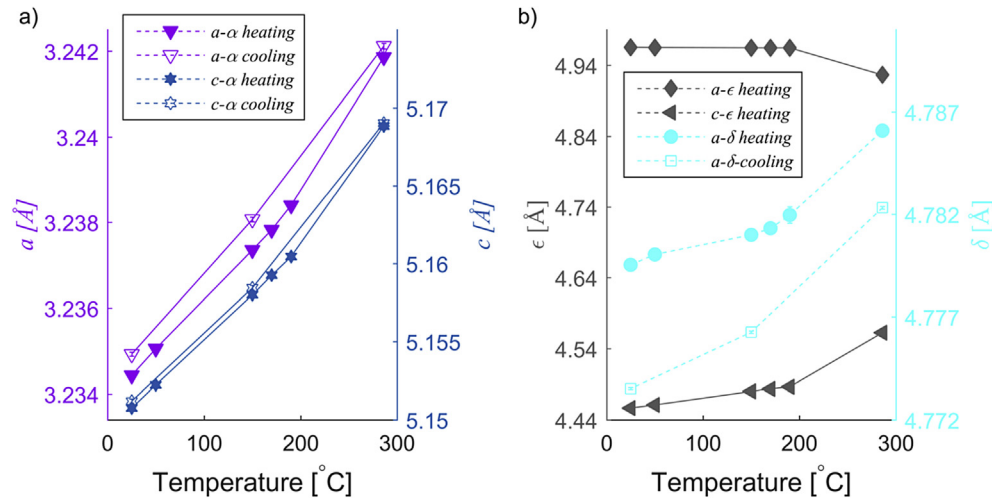 a)
a-α heating
a-α cooling
c-α heating
c-α cooling
3.242
3.24
3.238
3.236
3.234
a [Å]
5.17
5.165
5.16
5.155
5.15
c [Å]
0
100
200
300
Temperature [°C]
b)
a-ϵ heating
c-ϵ heating
a-δ heating
a-δ-cooling
4.94
4.84
4.74
4.64
4.54
4.44
ϵ [Å]
4.787
4.782
4.777
4.772
δ [Å]
0
100
200
300
Temperature [°C]